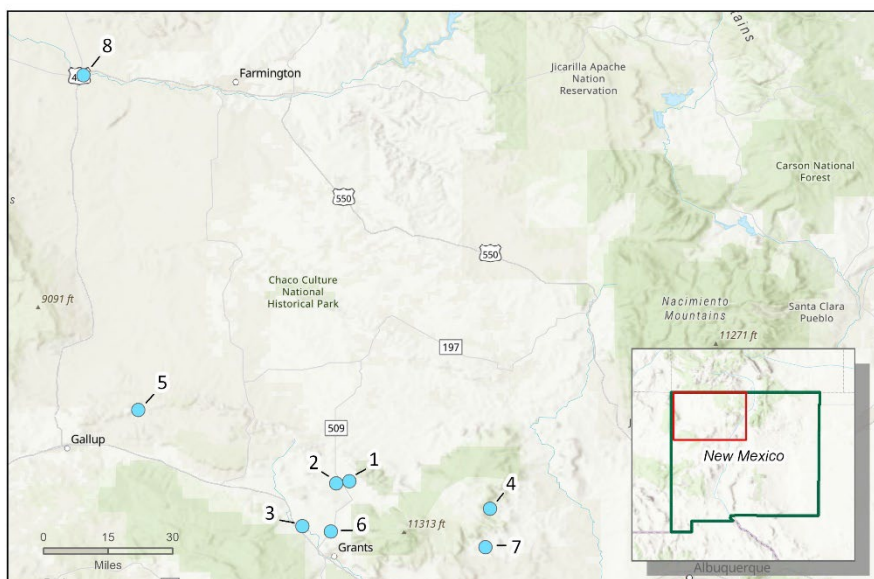 8
4
Farmington
Jicarilla Apache
Nation
Reservation
Carson National
Forest
550
550
Chaco Culture
National
Historical Park
9091 ft
Nacimiento
Mountains
Santa Clara
Pueblo
11271 ft
197
5
Gallup
509
2
1
3
6
4
7
11313 ft
Grants
0
15
30
Miles
New Mexico
Albuquerque